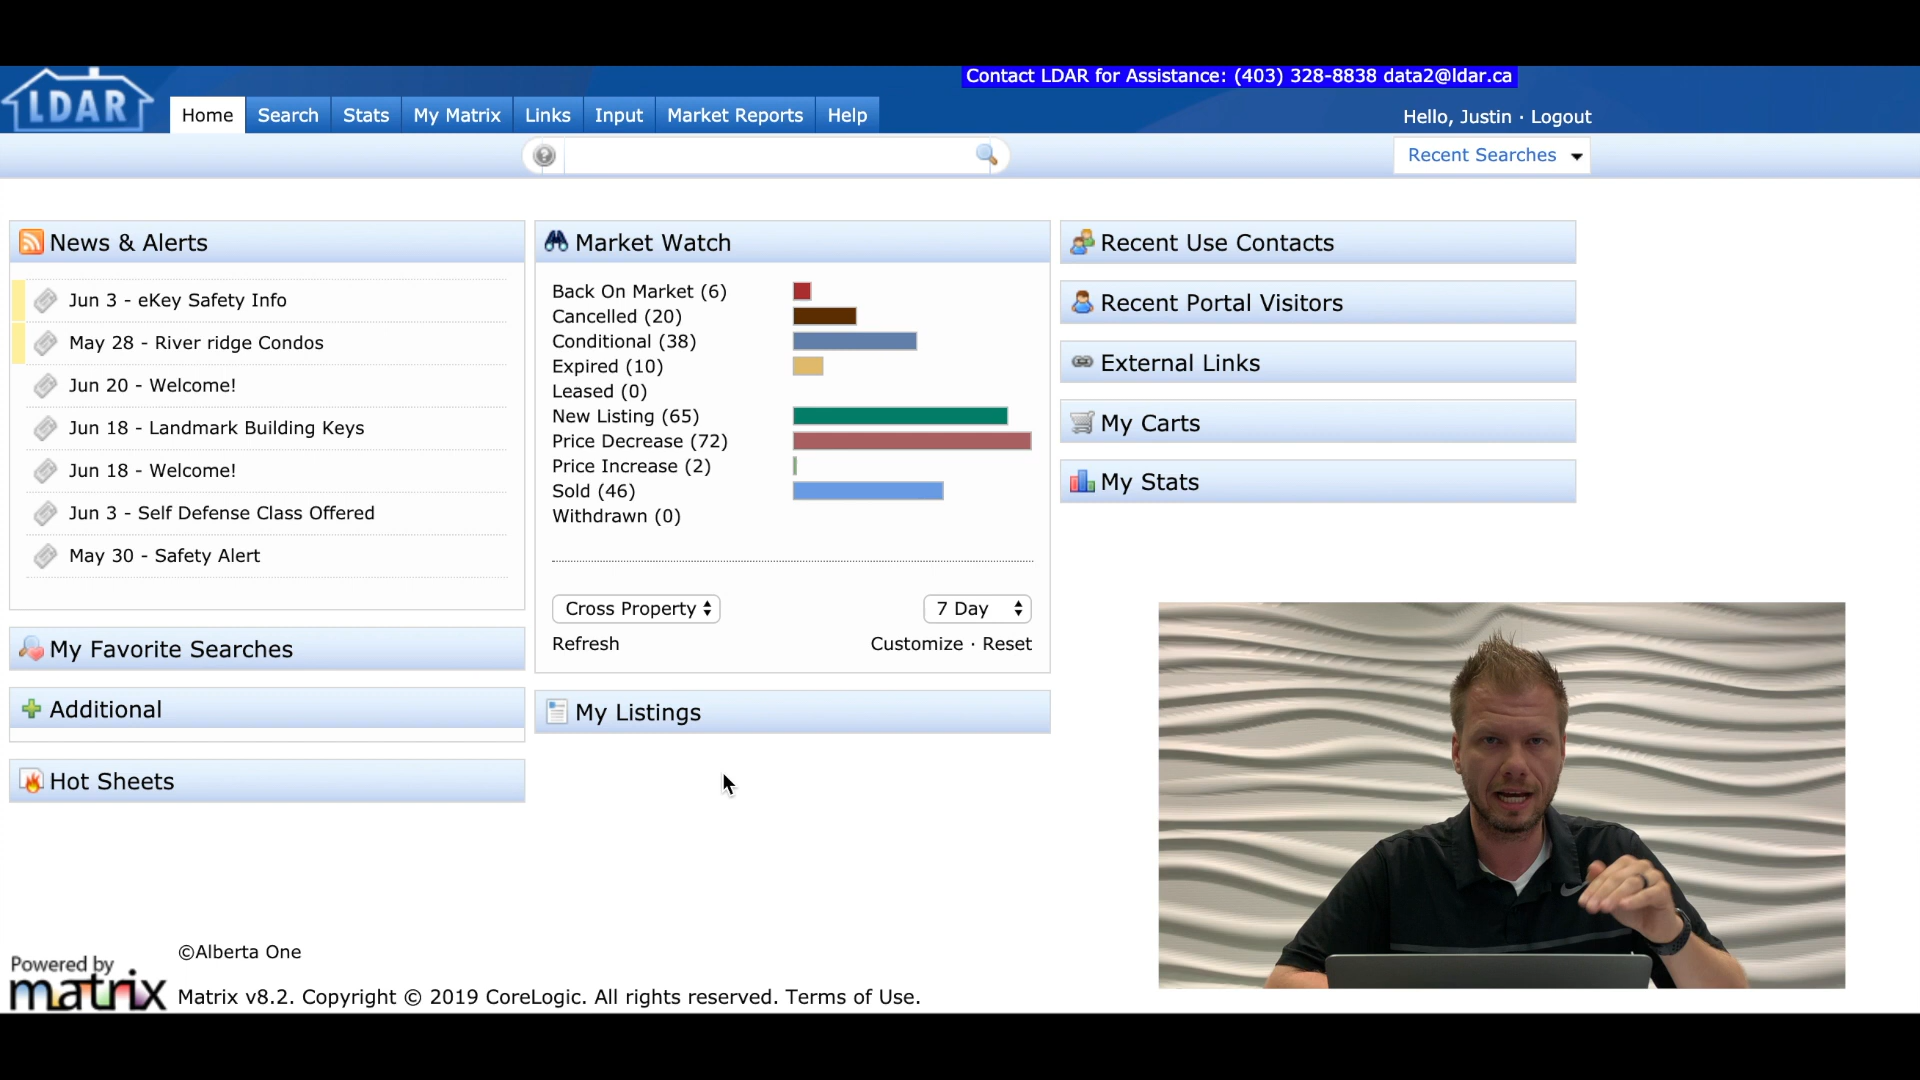 Contact LDAR for Assistance: (403) 328-8838 data2@ldar.ca
LDAR
Home Search Stats My Matrix Links Input Market Reports Help
Hello, Justin · Logout
Recent Searches
News & Alerts
Jun 3 - eKey Safety Info
May 28 - River ridge Condos
Jun 20 - Welcome!
Jun 18 - Landmark Building Keys
Jun 18 - Welcome!
Jun 3 - Self Defense Class Offered
May 30 - Safety Alert
My Favorite Searches
Additional
Hot Sheets
Market Watch
Back On Market (6)
Cancelled (20)
Conditional (38)
Expired (10)
Leased (0)
New Listing (65)
Price Decrease (72)
Price Increase (2)
Sold (46)
Withdrawn (0)
Cross Property 7 Day
Refresh Customize · Reset
My Listings
Recent Use Contacts
Recent Portal Visitors
External Links
My Carts
My Stats
©Alberta One
Powered by
matrix
Matrix v8.2. Copyright © 2019 CoreLogic. All rights reserved. Terms of Use.